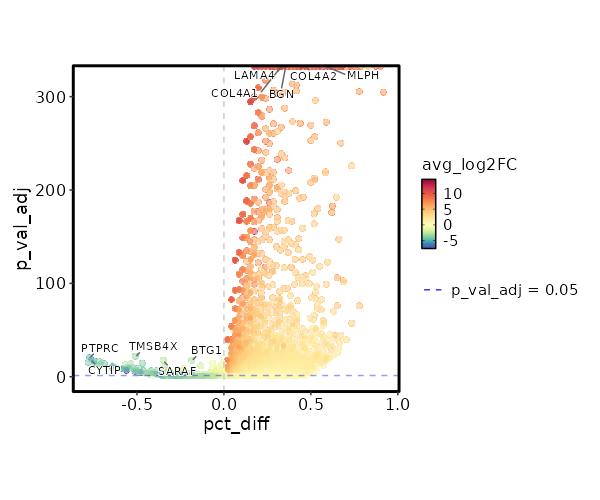 LAMA4
COL4A2
MLPH
COL4A1
BGN
PTPRC
TMSB4X
BTG1
CYTIP
SARAF
300
200
100
0
-0.5
0.0
0.5
1.0
pct_diff
p_val_adj
avg_log2FC
10
5
0
-5
p_val_adj = 0.05